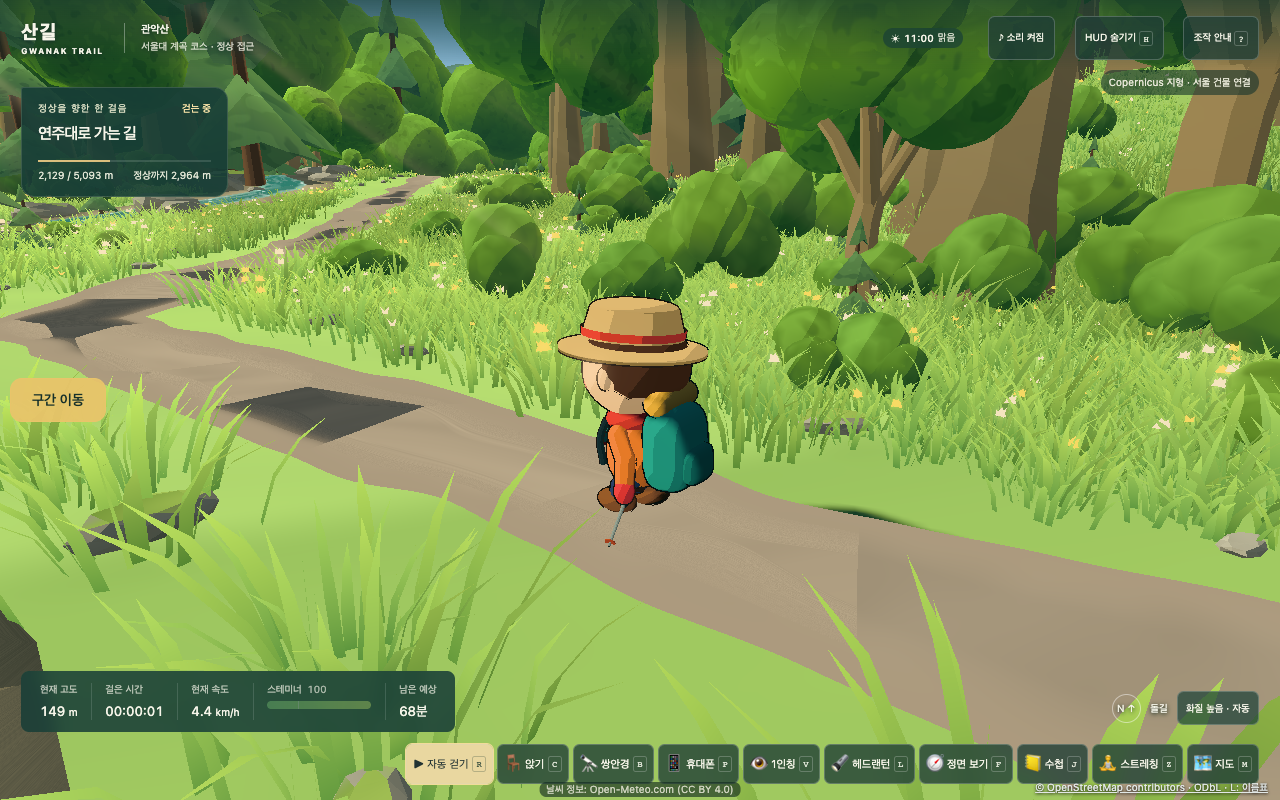 산길
GWANAK TRAIL
관악산
서울대 계곡 코스 · 정상 접근
☀ 11:00 맑음
♪ 소리 켜짐
HUD 숨기기 H
조작 안내 ?
Copernicus 지형 · 서울 건물 연결
정상을 향한 한 걸음 걷는 중
연주대로 가는 길
2,129 / 5,093 m 정상까지 2,964 m
구간 이동
현재 고도 걸은 시간 현재 속도 스테미너 100 남은 예상
149 m 00:00:01 4.4 km/h 68분
N ↑ 돌길
화질 높음 · 자동
▶ 자동 걷기 R
앉기 C
쌍안경 B
휴대폰 P
1인칭 V
헤드랜턴 L
정면 보기 F
수첩 J
스트레칭 Z
지도 M
날씨 정보: Open-Meteo.com (CC BY 4.0)
© OpenStreetMap contributors · ODbL · L: 이름표